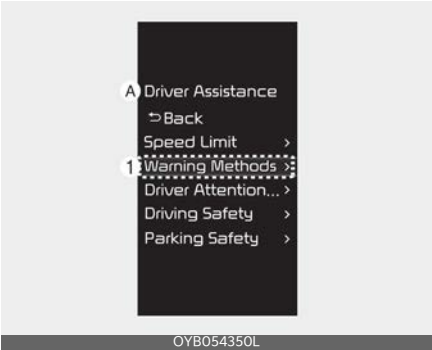 A Driver Assistance
⮌Back
Speed Limit >
1 Warning Methods >
Driver Attention... >
Driving Safety >
Parking Safety >
OYB054350L